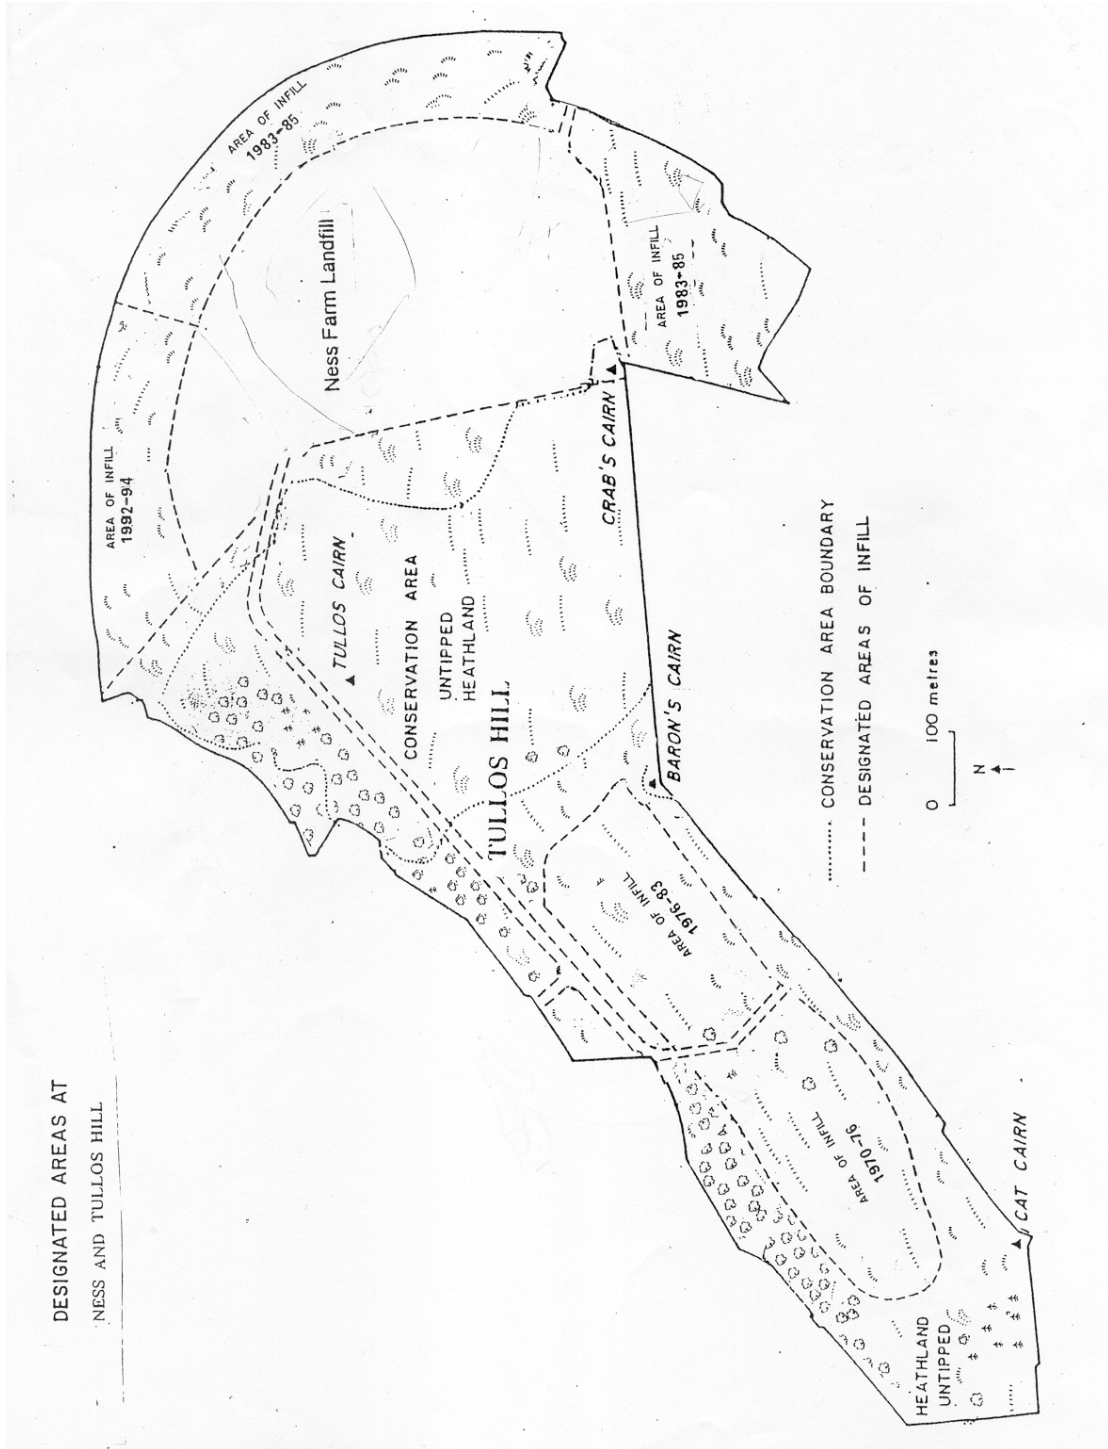 DESIGNATED AREAS AT
NESS AND TULLOS HILL
AREA OF INFILL
1983-85
AREA OF INFILL
1992-94
Ness Farm Landfill
AREA OF INFILL
1983-85
TULLOS CAIRN
CONSERVATION AREA
UNTIPPED
HEATHLAND
TULLOS HILL
CRAB'S CAIRN
BARON'S CAIRN
AREA OF INFILL
1976-83
AREA OF INFILL
1970-76
HEATHLAND
UNTIPPED
CAT CAIRN
CONSERVATION AREA BOUNDARY
DESIGNATED AREAS OF INFILL
0 100 metres
N